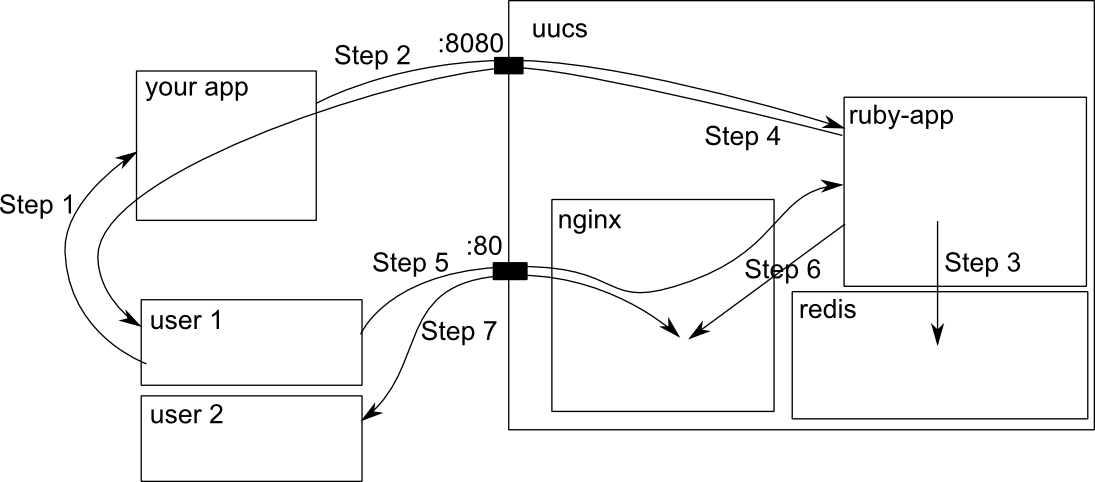 uucs
:8080
Step 2
your app
ruby-app
Step 4
Step 1
nginx
:80
Step 5
Step 6
Step 3
redis
user 1
Step 7
user 2